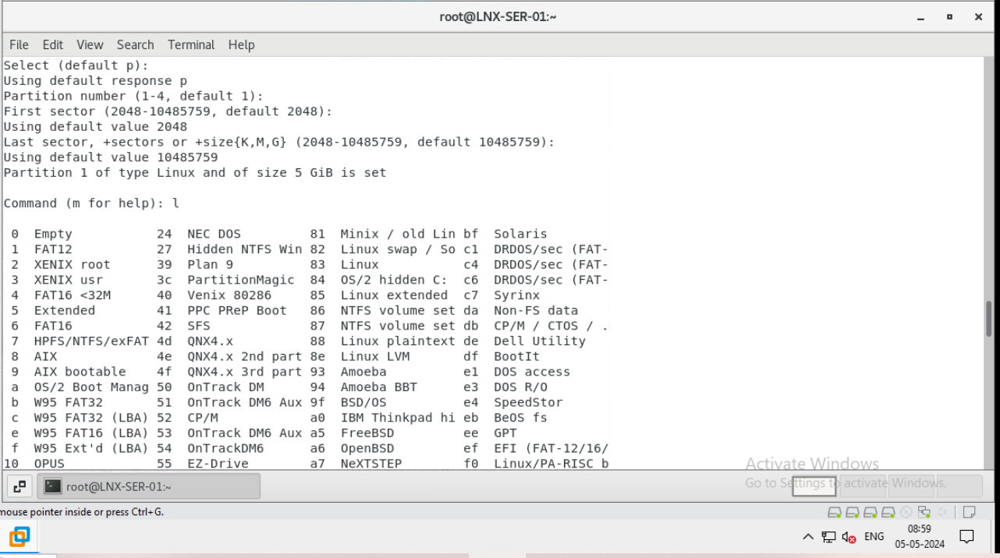 root@LNX-SER-01:~
File Edit View Search Terminal Help
Select (default p):
Using default response p
Partition number (1-4, default 1):
First sector (2048-10485759, default 2048):
Using default value 2048
Last sector, +sectors or +size{K,M,G} (2048-10485759, default 10485759):
Using default value 10485759
Partition 1 of type Linux and of size 5 GiB is set
Command (m for help): l
0 Empty 24 NEC DOS 81 Minix / old Lin bf Solaris
1 FAT12 27 Hidden NTFS Win 82 Linux swap / So c1 DRDOS/sec (FAT-
2 XENIX root 39 Plan 9 83 Linux c4 DRDOS/sec (FAT-
3 XENIX usr 3c PartitionMagic 84 OS/2 hidden C: c6 DRDOS/sec (FAT-
4 FAT16 <32M 40 Venix 80286 85 Linux extended c7 Syrinx
5 Extended 41 PPC PReP Boot 86 NTFS volume set da Non-FS data
6 FAT16 42 SFS 87 NTFS volume set db CP/M / CTOS / .
7 HPFS/NTFS/exFAT 4d QNX4.x 88 Linux plaintext de Dell Utility
8 AIX 4e QNX4.x 2nd part 8e Linux LVM df BootIt
9 AIX bootable 4f QNX4.x 3rd part 93 Amoeba e1 DOS access
a OS/2 Boot Manag 50 OnTrack DM 94 Amoeba BBT e3 DOS R/O
b W95 FAT32 51 OnTrack DM6 Aux 9f BSD/OS e4 SpeedStor
c W95 FAT32 (LBA) 52 CP/M a0 IBM Thinkpad hi eb BeOS fs
e W95 FAT16 (LBA) 53 OnTrack DM6 Aux a5 FreeBSD ee GPT
f W95 Ext'd (LBA) 54 OnTrackDM6 a6 OpenBSD ef EFI (FAT-12/16/
10 OPUS 55 EZ-Drive a7 NeXTSTEP f0 Linux/PA-RISC b
Activate Windows
Go to Settings to activate Windows.
root@LNX-SER-01:~
mouse pointer inside or press Ctrl+G.
ENG
08:59
05-05-2024